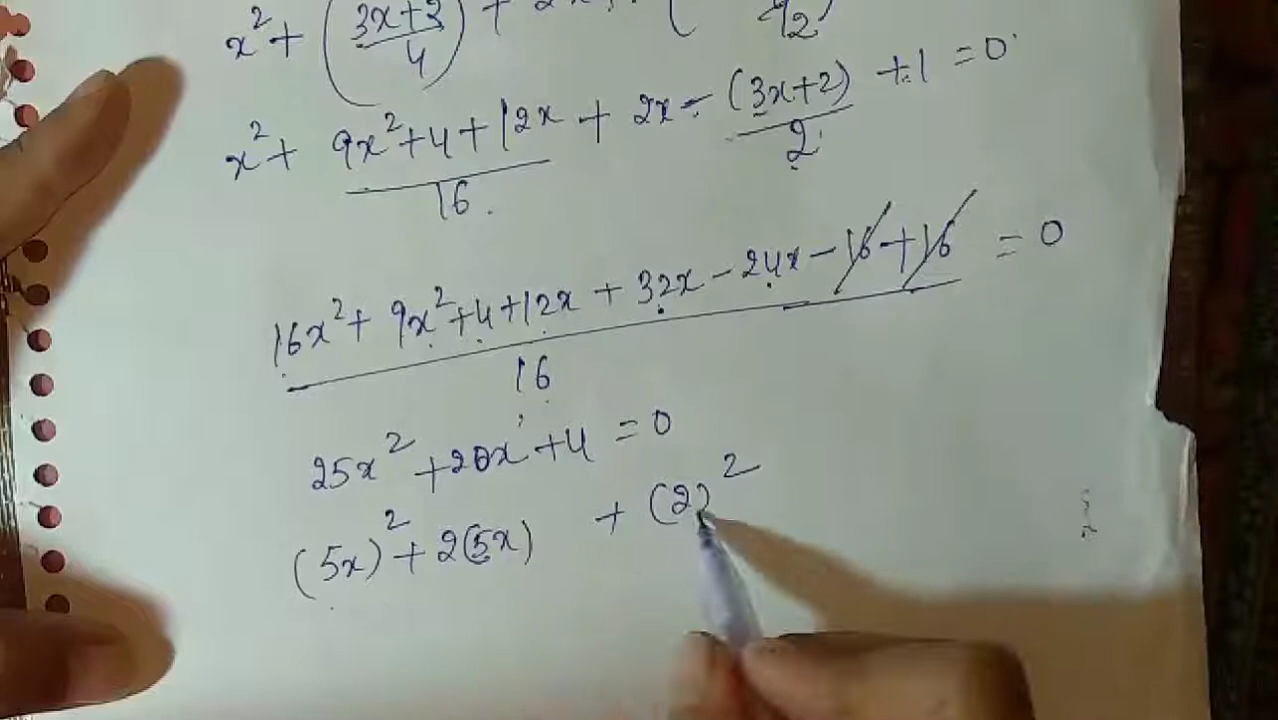 x² + (3x+2/4) +
x² + 9x²+4+12x/16 + 2x - (3x+2)/2 + 1 = 0
16x² + 9x² + 4 + 12x + 32x - 24x - 16 + 16/16 = 0
25x² + 20x + 4 = 0
(5x)² + 2(5x) + (2)²